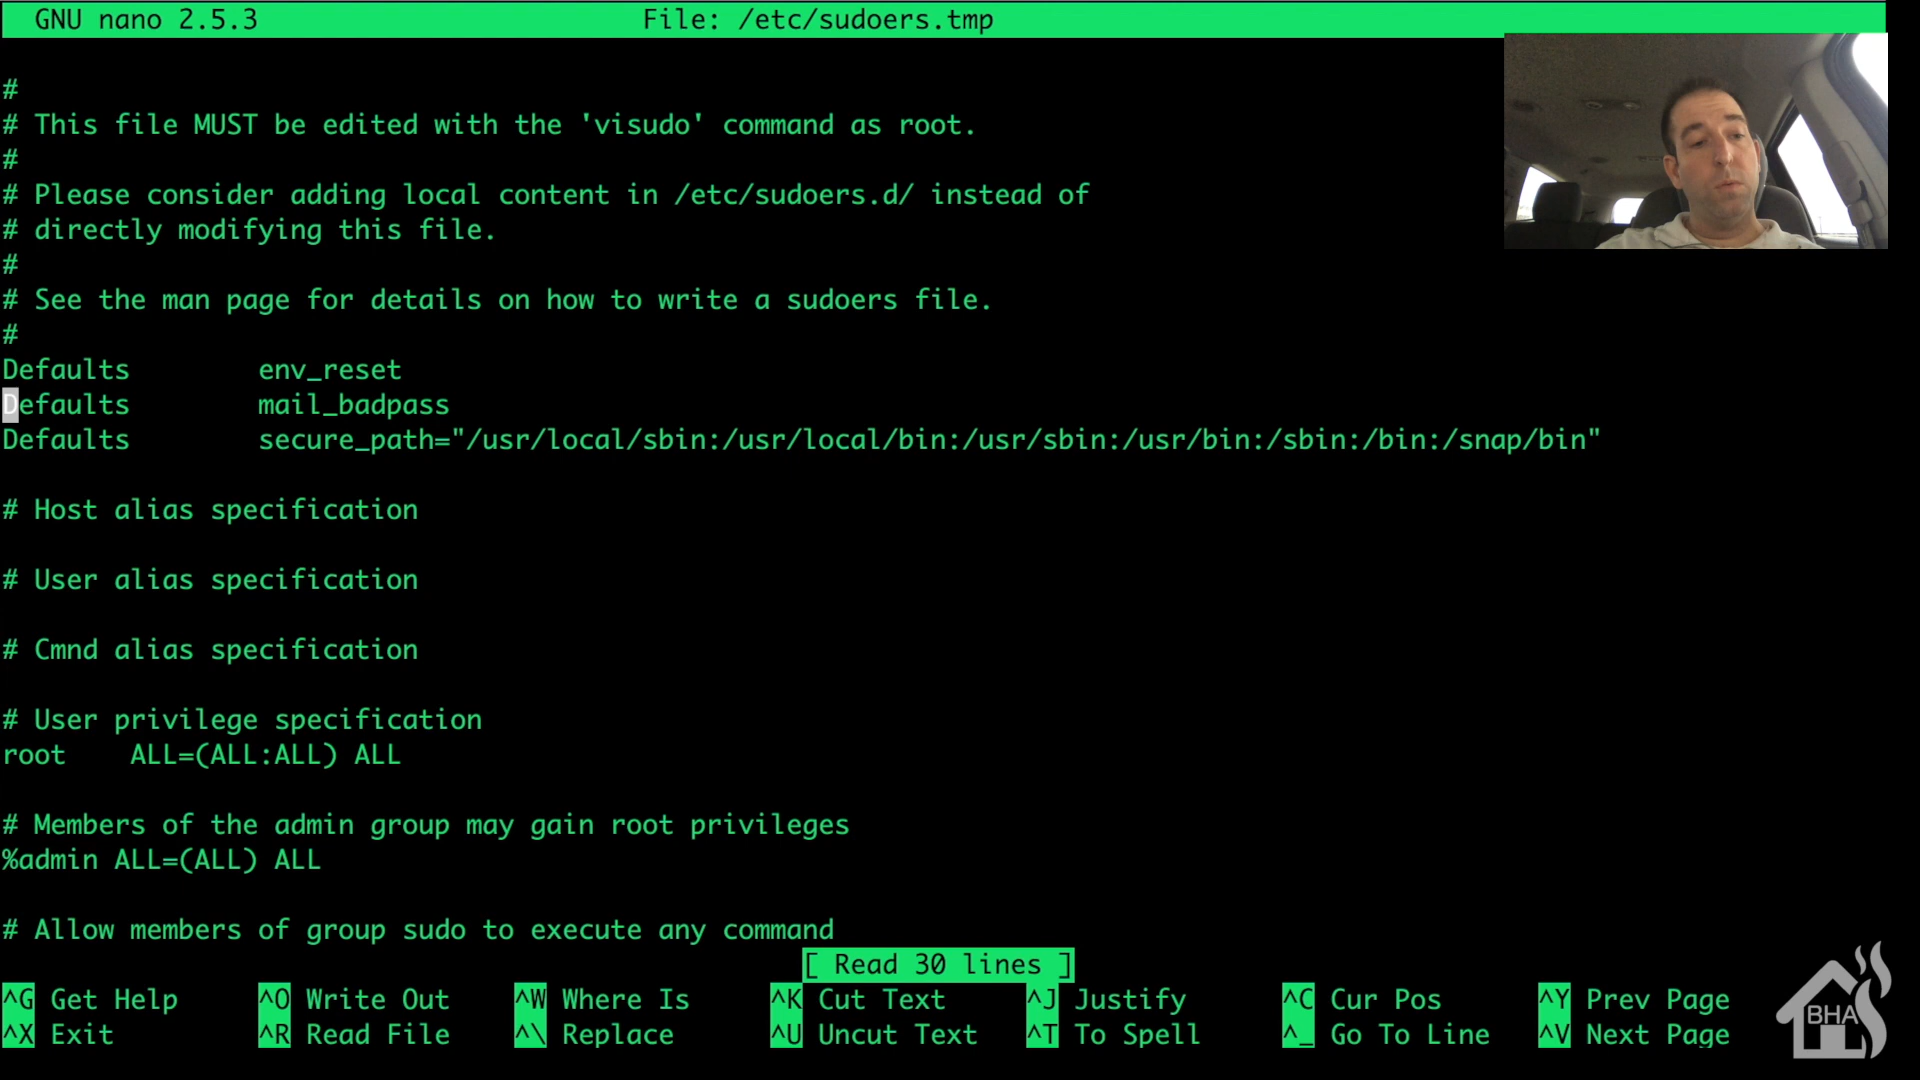 GNU nano 2.5.3 File: /etc/sudoers.tmp
#
# This file MUST be edited with the 'visudo' command as root.
#
# Please consider adding local content in /etc/sudoers.d/ instead of
# directly modifying this file.
#
# See the man page for details on how to write a sudoers file.
#
Defaults env_reset
Defaults mail_badpass
Defaults secure_path="/usr/local/sbin:/usr/local/bin:/usr/sbin:/usr/bin:/sbin:/bin:/snap/bin"
# Host alias specification
# User alias specification
# Cmnd alias specification
# User privilege specification
root ALL=(ALL:ALL) ALL
# Members of the admin group may gain root privileges
%admin ALL=(ALL) ALL
# Allow members of group sudo to execute any command
[ Read 30 lines ]
^G Get Help ^O Write Out ^W Where Is ^K Cut Text ^J Justify ^C Cur Pos ^Y Prev Page
^X Exit ^R Read File ^\ Replace ^U Uncut Text ^T To Spell ^_ Go To Line ^V Next Page
BHA